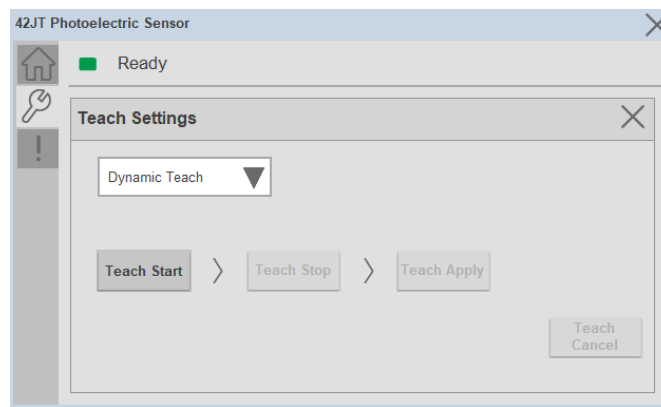 42JT Photoelectric Sensor
Ready
Teach Settings
Dynamic Teach
Teach Start
Teach Stop
Teach Apply
Teach
Cancel